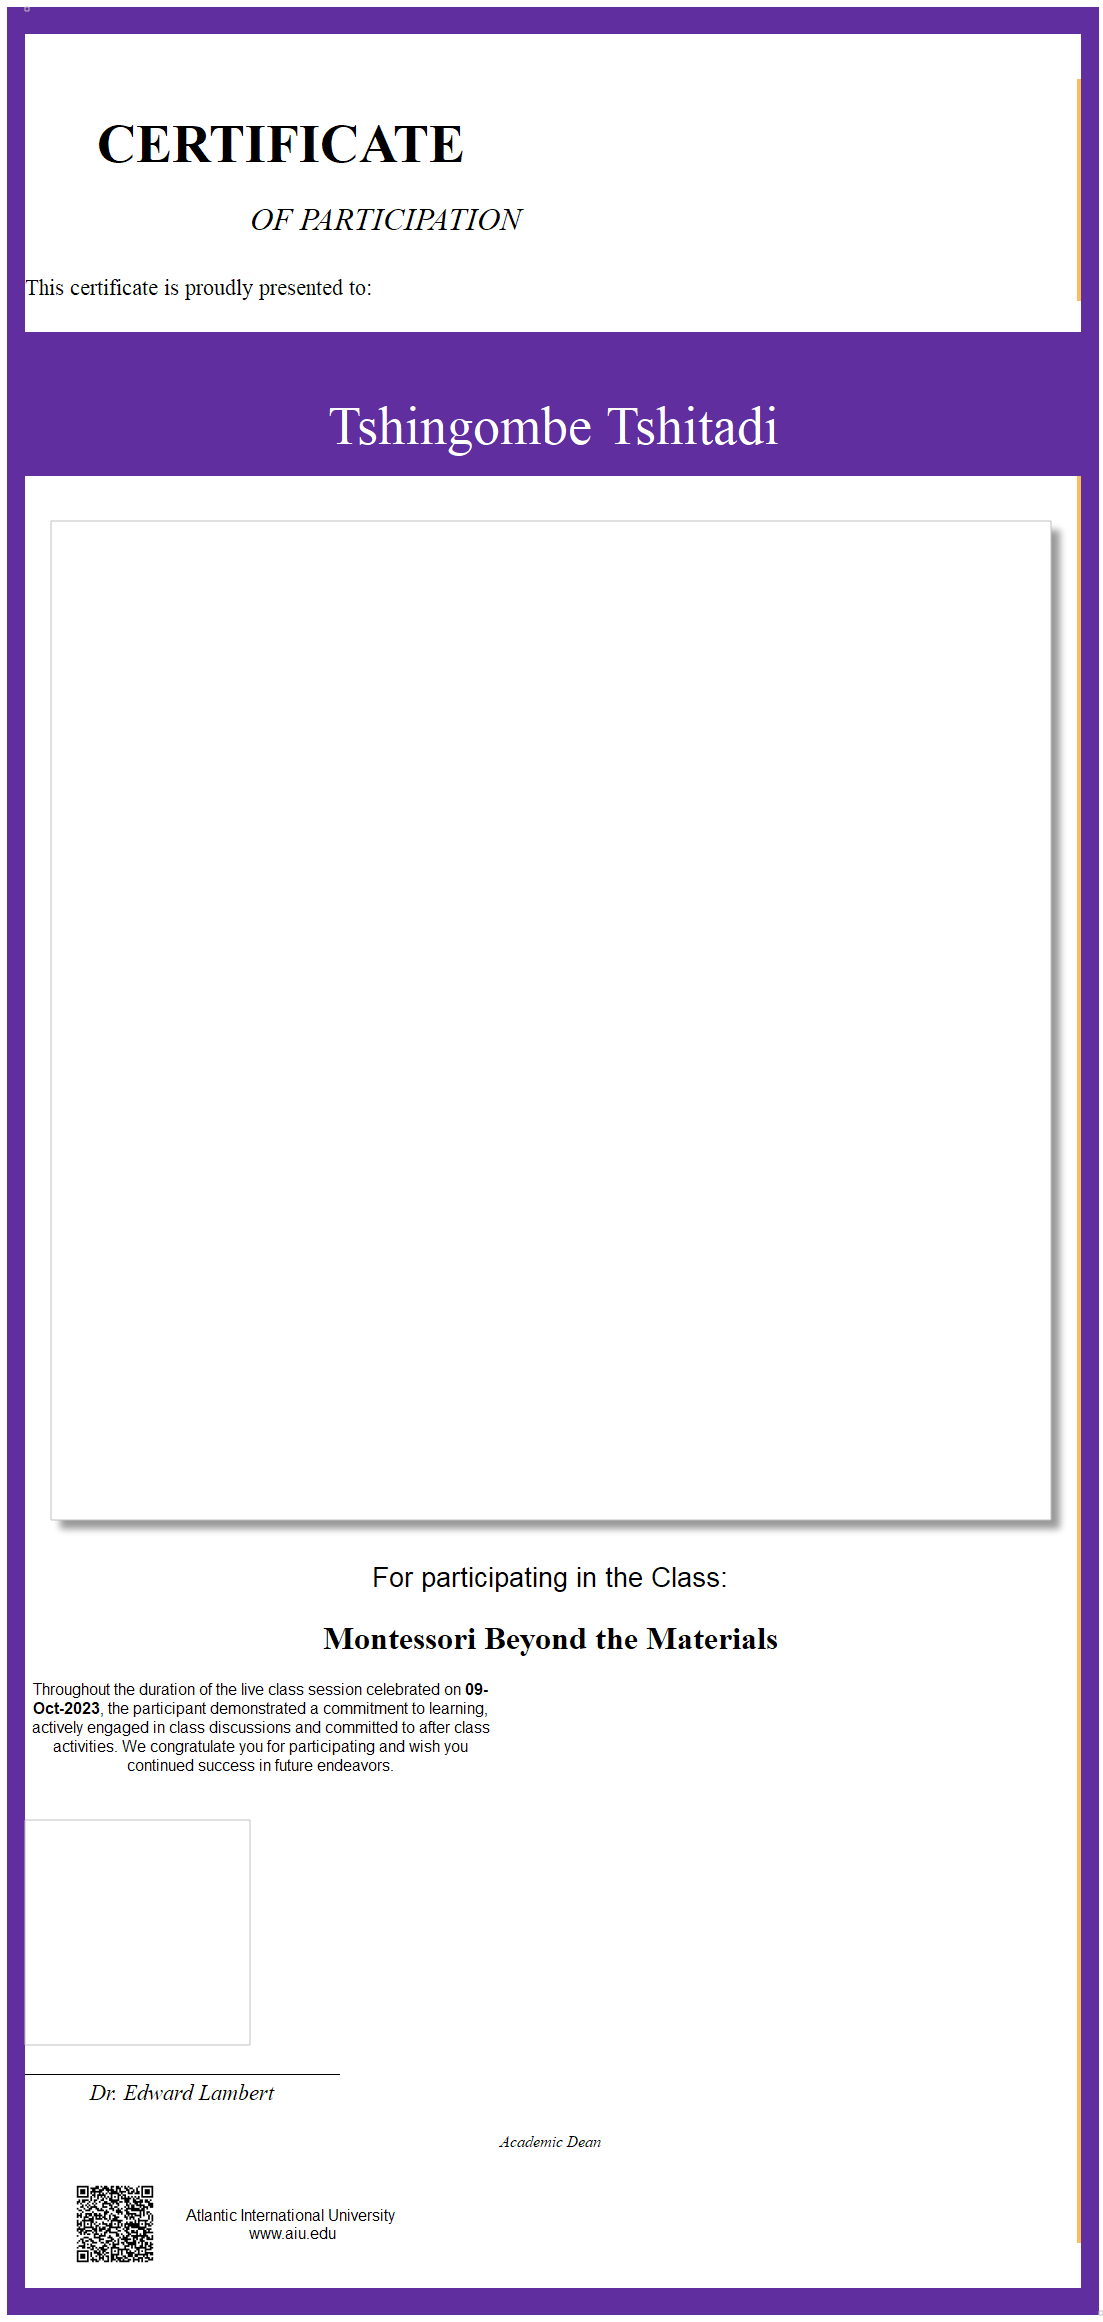 CERTIFICATE
OF PARTICIPATION
This certificate is proudly presented to:
Tshingombe Tshitadi
For participating in the Class:
Montessori Beyond the Materials
Throughout the duration of the live class session celebrated on 09-
Oct-2023, the participant demonstrated a commitment to learning,
actively engaged in class discussions and committed to after class
activities. We congratulate you for participating and wish you
continued success in future endeavors.
Dr. Edward Lambert
Academic Dean
Atlantic International University
www.aiu.edu